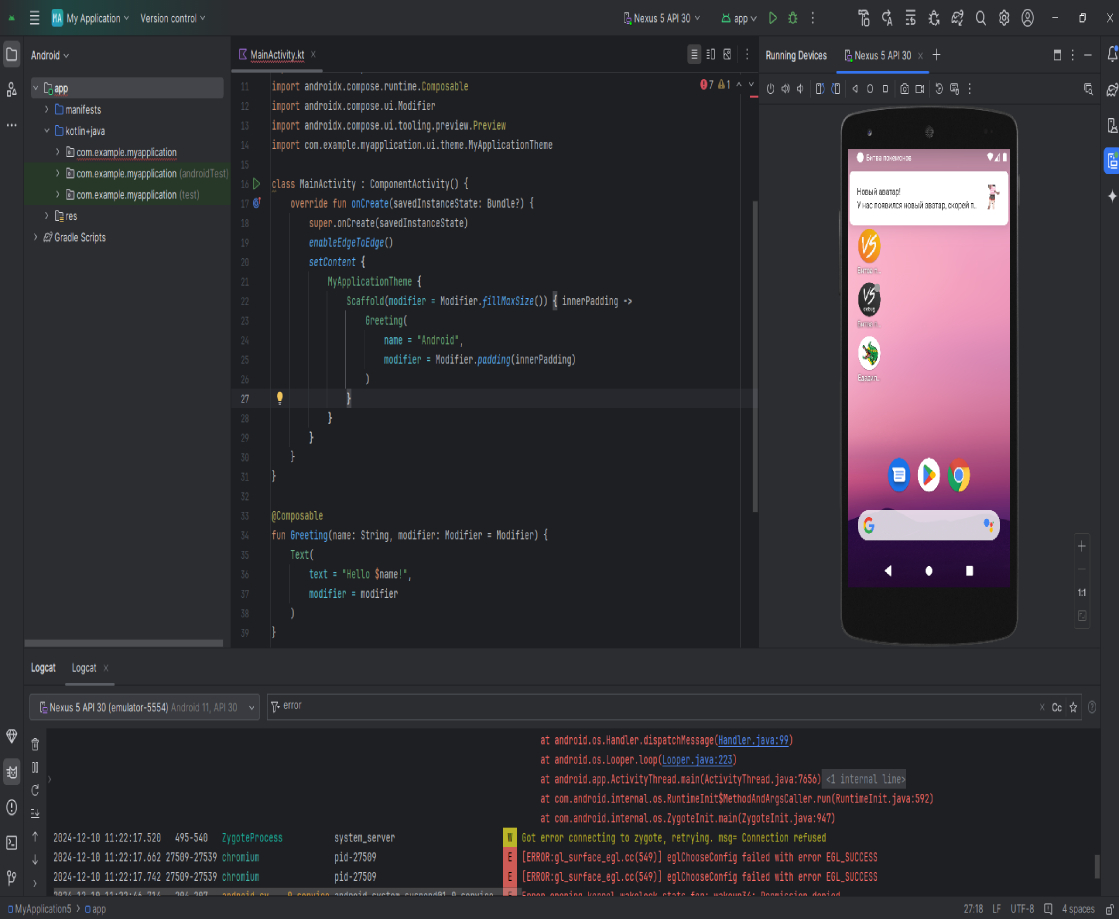 MA My Application Version control Nexus 5 API 30 app
Android
app
manifests
kotlin+java
com.example.myapplication
com.example.myapplication (androidTest)
com.example.myapplication (test)
res
Gradle Scripts
MainActivity.kt
7 1
11 import androidx.compose.runtime.Composable
12 import androidx.compose.ui.Modifier
13 import androidx.compose.ui.tooling.preview.Preview
14 import com.example.myapplication.ui.theme.MyApplicationTheme
15
16 class MainActivity : ComponentActivity() {
17 override fun onCreate(savedInstanceState: Bundle?) {
18 super.onCreate(savedInstanceState)
19 enableEdgeToEdge()
20 setContent {
21 MyApplicationTheme {
22 Scaffold(modifier = Modifier.fillMaxSize()) { innerPadding ->
23 Greeting(
24 name = "Android",
25 modifier = Modifier.padding(innerPadding)
26 )
27 }
28 }
29 }
30 }
31 }
32
33 @Composable
34 fun Greeting(name: String, modifier: Modifier = Modifier) {
35 Text(
36 text = "Hello $name!",
37 modifier = modifier
38 )
39 }
Running Devices Nexus 5 API 30
Битва поисков
Новый аватар!
У нас появился новый аватар, скорей п..
VS
VS
debug
G
1:1
Logcat Logcat
Nexus 5 API 30 (emulator-5554) Android 11, API 30 error Cc
at android.os.Handler.dispatchMessage(Handler.java:99)
at android.os.Looper.loop(Looper.java:223)
at android.app.ActivityThread.main(ActivityThread.java:7656) <1 internal line>
at com.android.internal.os.RuntimeInit$MethodAndArgsCaller.run(RuntimeInit.java:592)
at com.android.internal.os.ZygoteInit.main(ZygoteInit.java:947)
2024-12-10 11:22:17.520 495-540 ZygoteProcess system_server W Got error connecting to zygote, retrying. msg= Connection refused
2024-12-10 11:22:17.662 27509-27539 chromium pid-27509 E [ERROR:gl_surface_egl.cc(549)] eglChooseConfig failed with error EGL_SUCCESS
2024-12-10 11:22:17.742 27509-27539 chromium pid-27509 E [ERROR:gl_surface_egl.cc(549)] eglChooseConfig failed with error EGL_SUCCESS
MyApplication5 > app 27:18 LF UTF-8 4 spaces